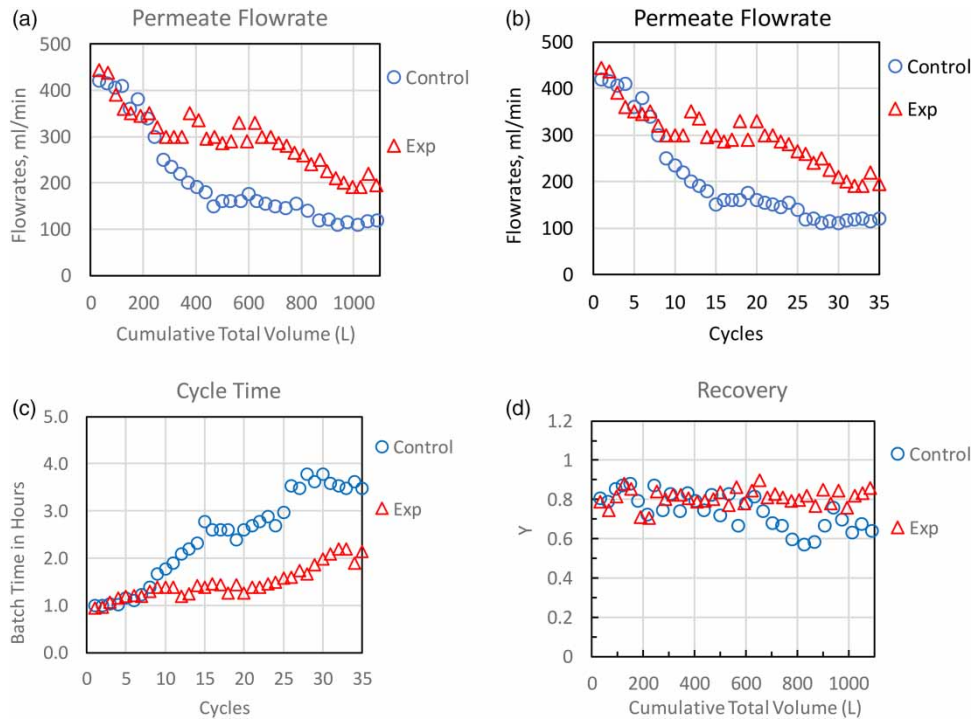 (a) Permeate Flowrate
500
400
300
200
100
0
Flowrates, ml/min
0 200 400 600 800 1000
Cumulative Total Volume (L)
Control
Exp
(b) Permeate Flowrate
500
400
300
200
100
0
Flowrates, ml/min
0 5 10 15 20 25 30 35
Cycles
Control
Exp
(c) Cycle Time
5.0
4.0
3.0
2.0
1.0
0.0
Batch Time in Hours
0 5 10 15 20 25 30 35
Cycles
Control
Exp
(d) Recovery
1.2
1
0.8
0.6
0.4
0.2
0
Y
0 200 400 600 800 1000
Cumulative Total Volume (L)
Control
Exp